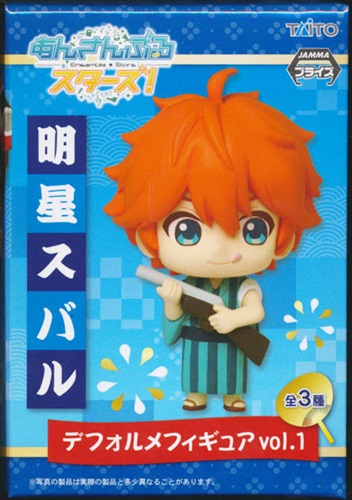 あんさんぶる
Ensemble ★ Stars
スターズ!
TAITO
JAMMA
プライズ
明星スバル
全3種
デフォルメフィギュア vol.1
※写真の製品は実際の製品と多少異なることがあります。